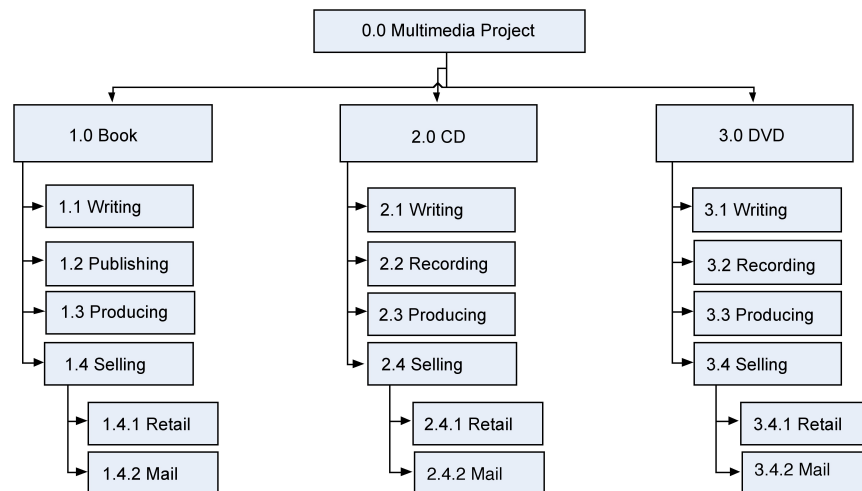 0.0 Multimedia Project
1.0 Book
1.1 Writing
1.2 Publishing
1.3 Producing
1.4 Selling
1.4.1 Retail
1.4.2 Mail
2.0 CD
2.1 Writing
2.2 Recording
2.3 Producing
2.4 Selling
2.4.1 Retail
2.4.2 Mail
3.0 DVD
3.1 Writing
3.2 Recording
3.3 Producing
3.4 Selling
3.4.1 Retail
3.4.2 Mail